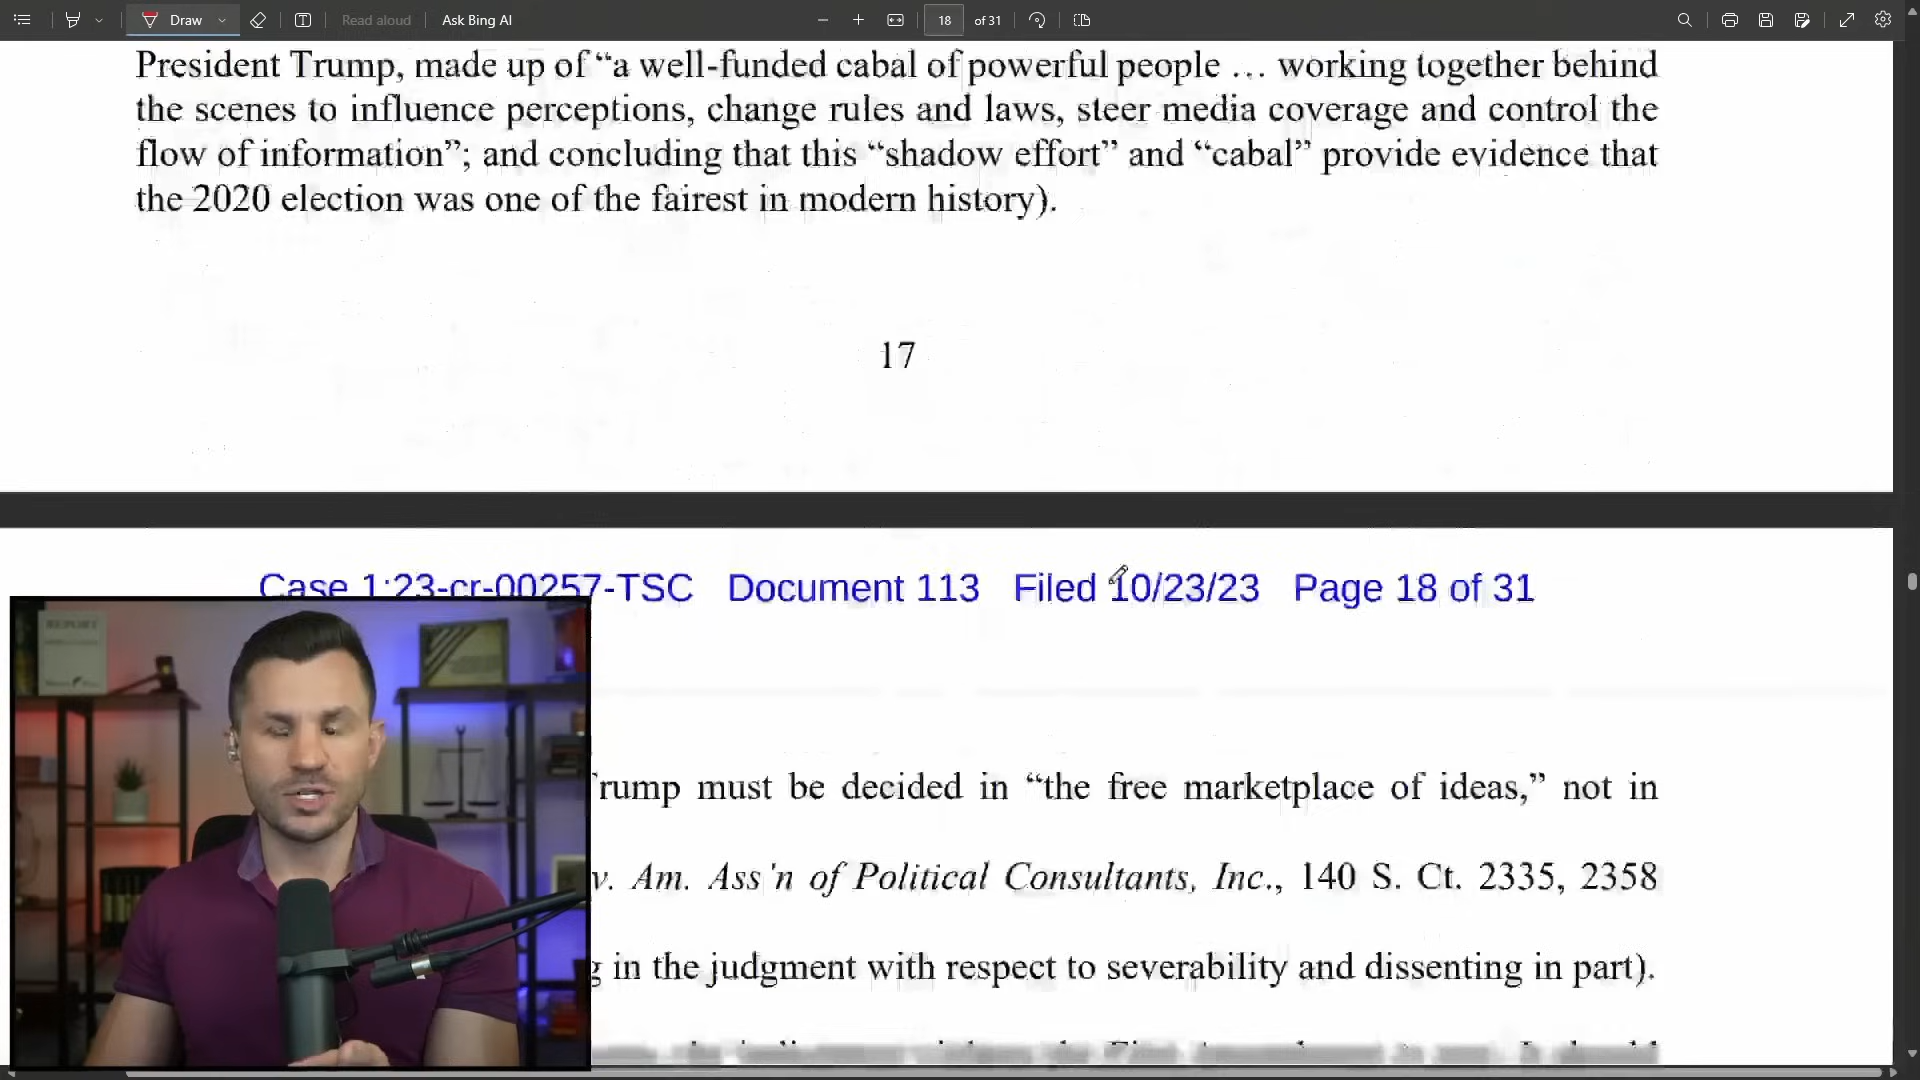 Draw
Read aloud
Ask Bing AI
18
of 31
President Trump, made up of “a well-funded cabal of powerful people … working together behind
the scenes to influence perceptions, change rules and laws, steer media coverage and control the
flow of information”; and concluding that this “shadow effort” and “cabal” provide evidence that
the 2020 election was one of the fairest in modern history).
17
Case 1:23-cr-00257-TSC Document 113 Filed 10/23/23 Page 18 of 31
REPORT
Trump must be decided in “the free marketplace of ideas,” not in
v. Am. Ass'n of Political Consultants, Inc., 140 S. Ct. 2335, 2358
g in the judgment with respect to severability and dissenting in part).